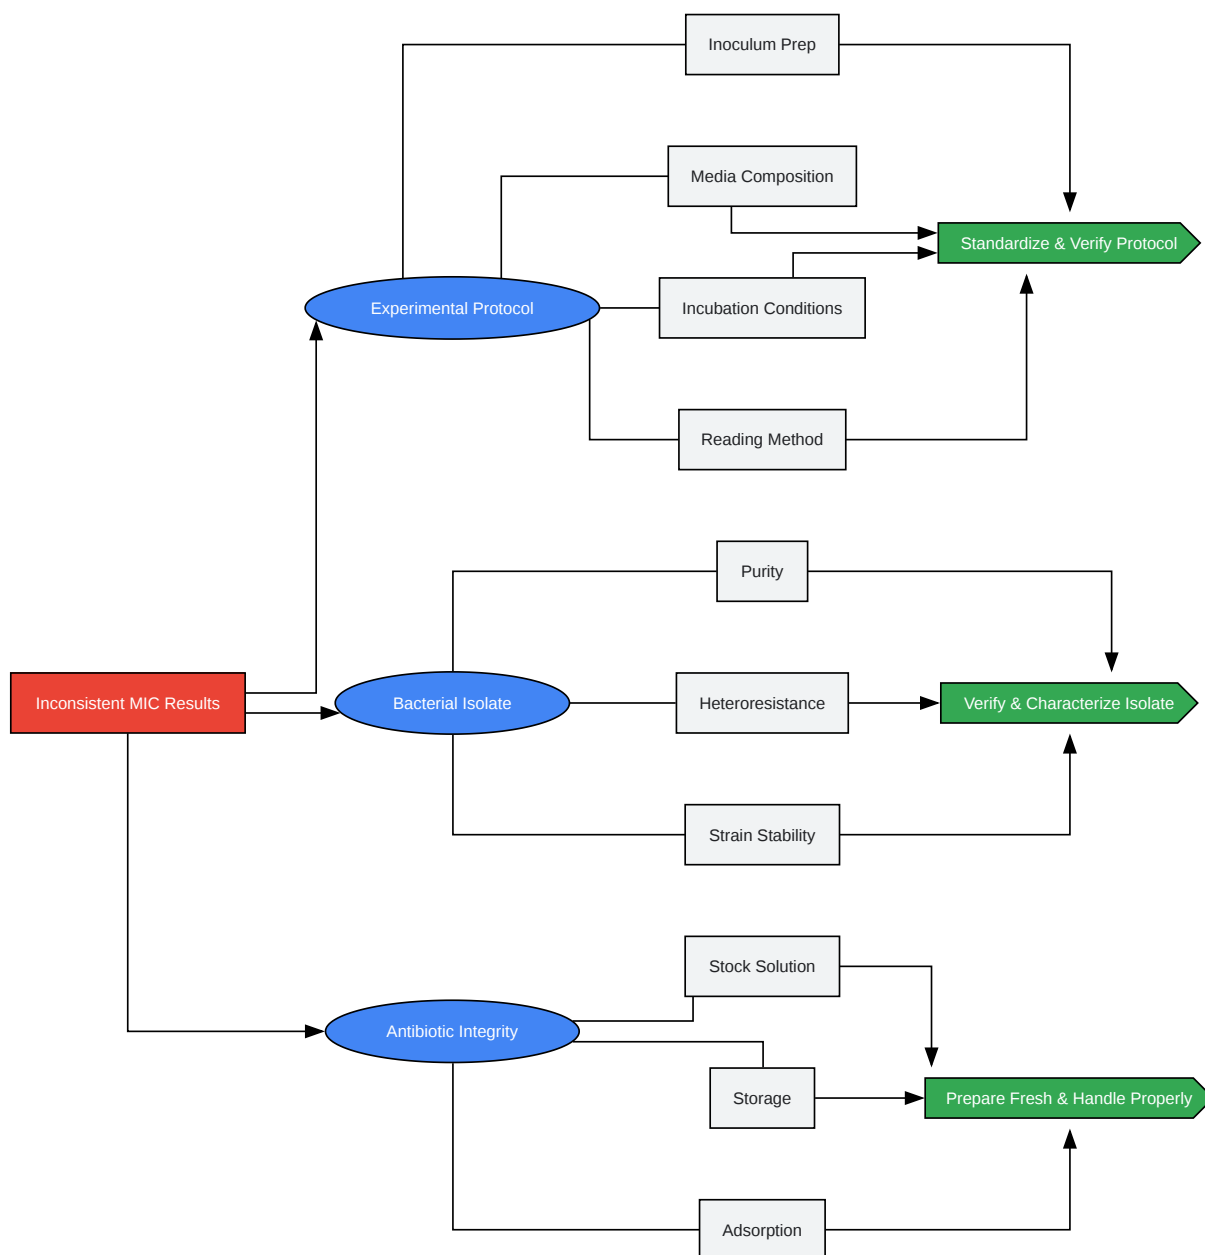 Inoculum Prep
Media Composition
Standardize & Verify Protocol
Experimental Protocol
Incubation Conditions
Reading Method
Purity
Inconsistent MIC Results
Bacterial Isolate
Heteroresistance
Verify & Characterize Isolate
Strain Stability
Stock Solution
Antibiotic Integrity
Storage
Prepare Fresh & Handle Properly
Adsorption